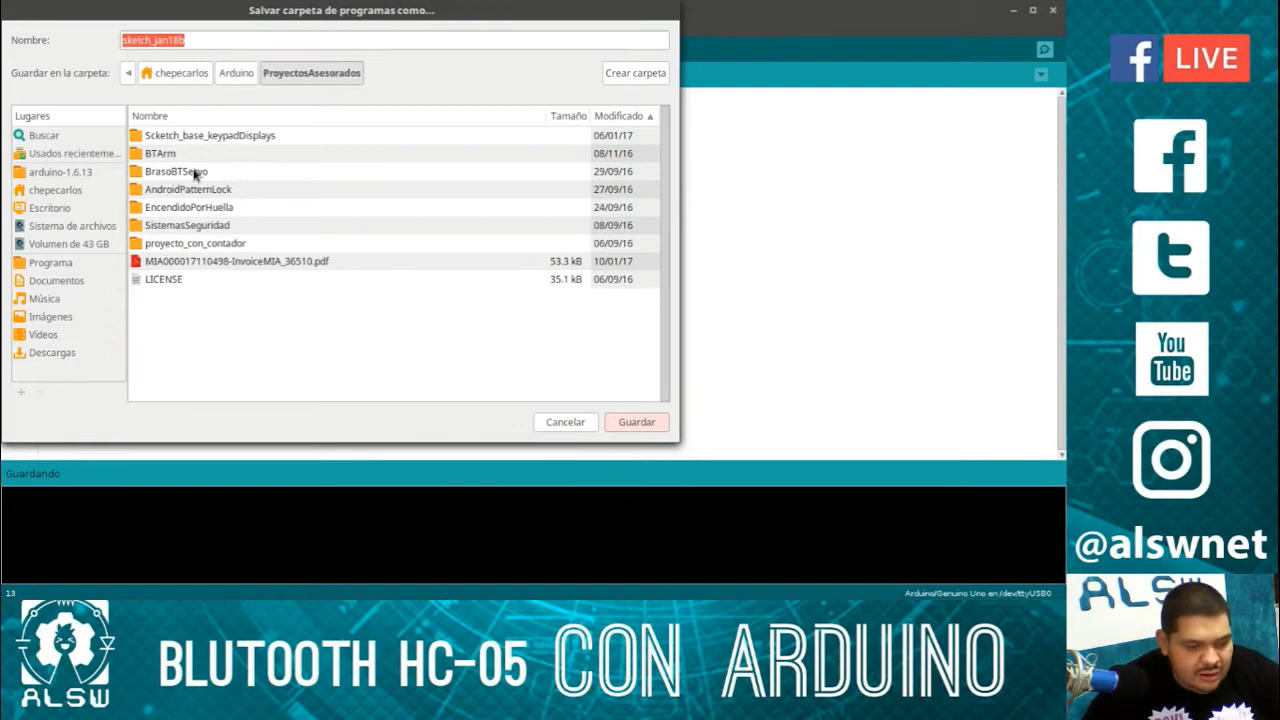 Salvar carpeta de programas como...
Nombre: sketch_jan18b
Guardar en la carpeta: chepecarlos Arduino ProyectosAsesorados Crear carpeta
Lugares Nombre Tamaño Modificado
Buscar
Usados recienteme...
arduino-1.6.13
chepecarlos
Escritorio
Sistema de archivos
Volumen de 43 GB
Programa
Documentos
Música
Imágenes
Vídeos
Descargas
Scketch_base_keypadDisplays 06/01/17
BTArm 08/11/16
BrasoBTServo 29/09/16
AndroidPatternLock 27/09/16
EncendidoPorHuella 24/09/16
SistemasSeguridad 08/09/16
proyecto_con_contador 06/09/16
MIA000017110498-InvoiceMIA_36510.pdf 53.3 kB 10/01/17
LICENSE 35.1 kB 06/09/16
Cancelar Guardar
Guardando
13 Arduino/Genuino Uno en /dev/ttyUSB0
f LIVE
You
Tube
@alswnet
ALSW
ALSW
BLUTOOTH HC-05 CON ARDUINO